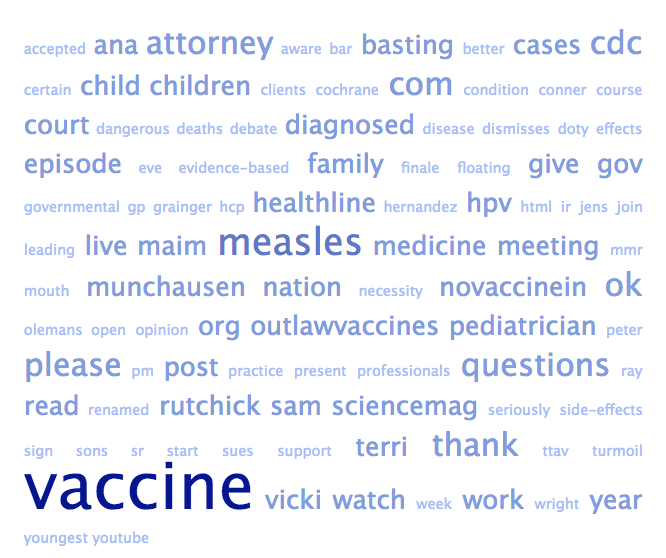 accepted ana attorney aware bar basting better cases cdc
certain child children clients cochrane com condition conner course
court dangerous deaths debate diagnosed disease dismisses doty effects
episode eve evidence-based family finale floating give gov
governmental gp grainger hcp healthline hernandez hpv html ir jens join
leading live maim measles medicine meeting mmr
mouth munchausen nation necessity novaccinein ok
olemans open opinion org outlawvaccines pediatrician peter
please pm post practice present professionals questions ray
read renamed rutchick sam sciencemag seriously side-effects
sign sons sr start sues support terri thank ttav turmoil
vaccine vicki watch week work wright year
youngest youtube